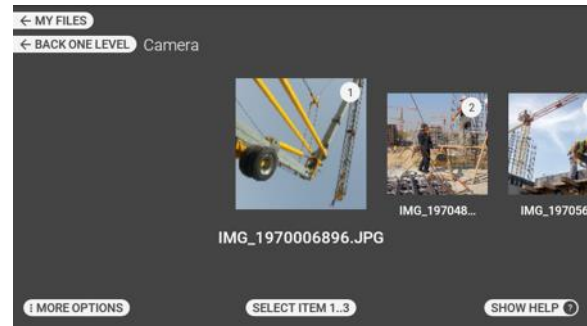 ← MY FILES
← BACK ONE LEVEL Camera
1
2
IMG_197048...
IMG_197056
IMG_1970006896.JPG
⋮ MORE OPTIONS
SELECT ITEM 1..3
SHOW HELP ?